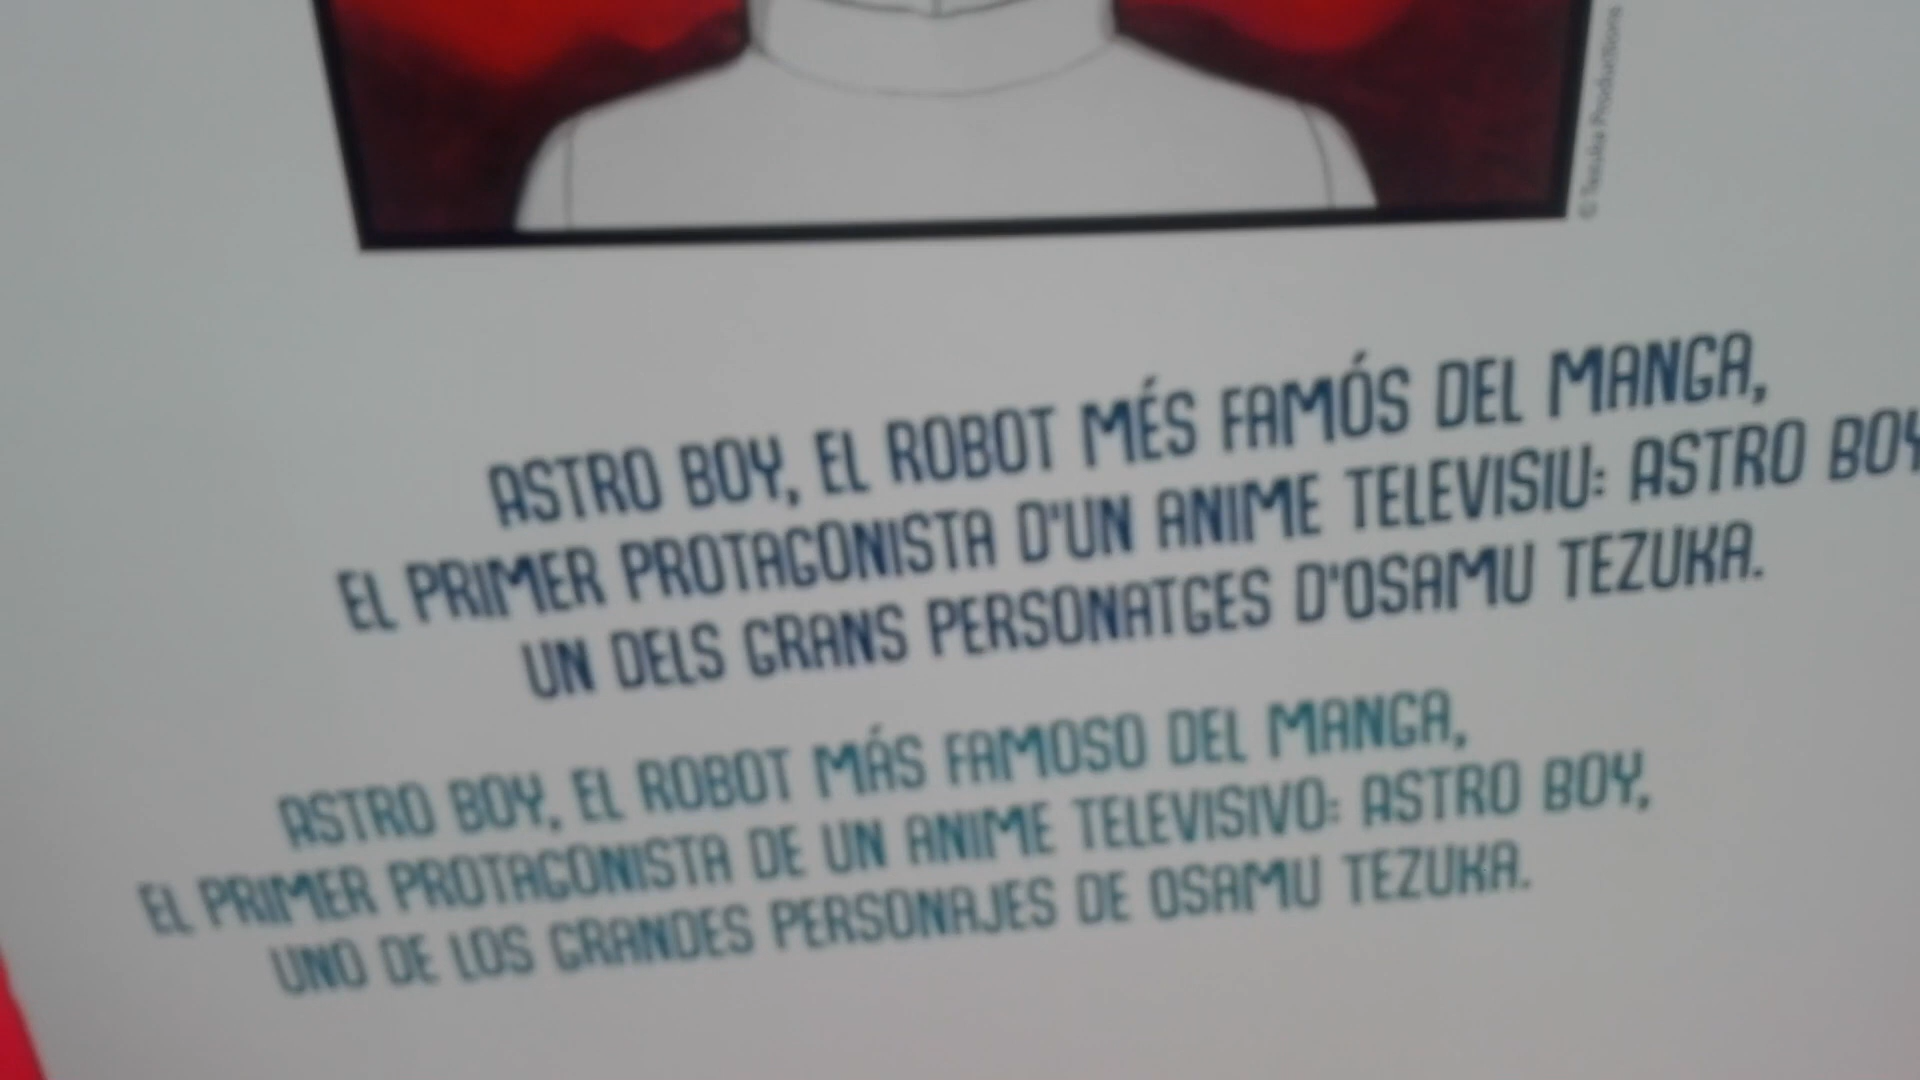 © Tezuka Productions
ASTRO BOY, EL ROBOT MÉS FAMÓS DEL MANGA,
EL PRIMER PROTAGONISTA D'UN ANIME TELEVISIU: ASTRO BOY
UN DELS GRANS PERSONATGES D'OSAMU TEZUKA.
ASTRO BOY, EL ROBOT MÁS FAMOSO DEL MANGA,
EL PRIMER PROTAGONISTA DE UN ANIME TELEVISIVO: ASTRO BOY,
UNO DE LOS GRANDES PERSONAJES DE OSAMU TEZUKA.